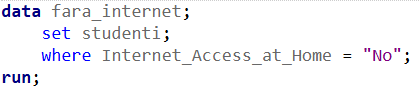 data fara_internet;
set studenti;
where Internet_Access_at_Home = "No";
run;